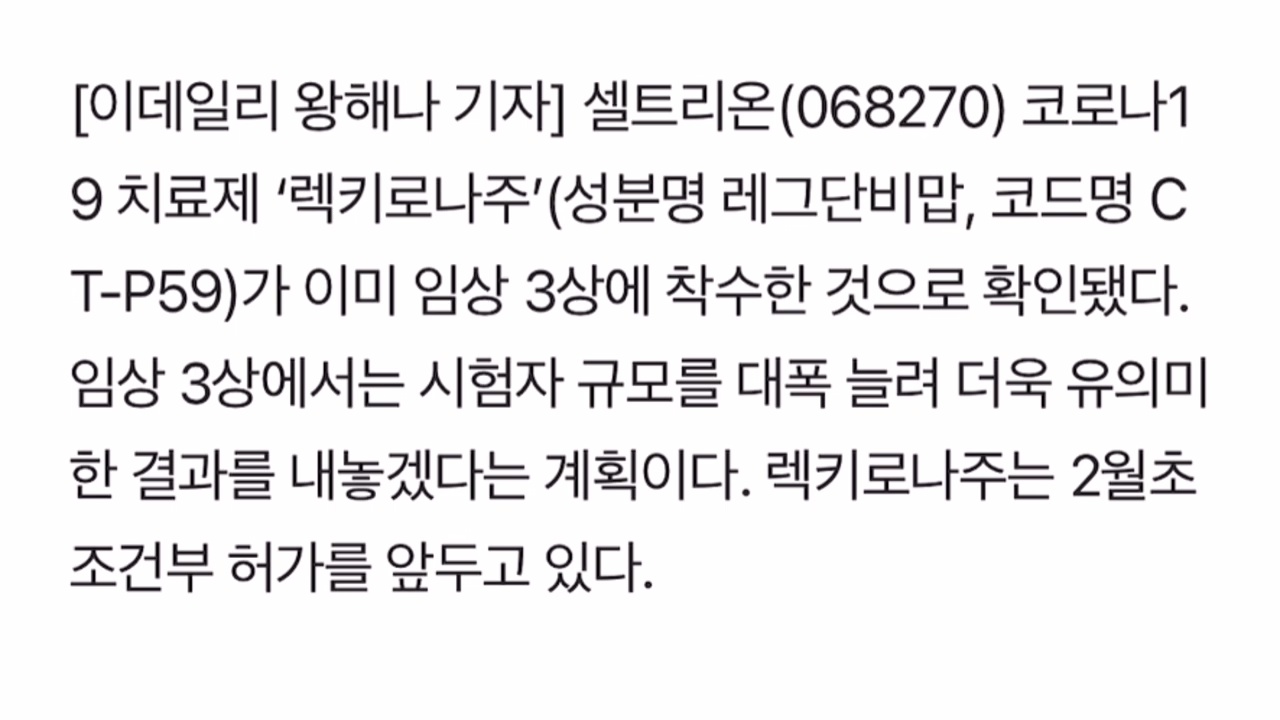 [이데일리 왕해나 기자] 셀트리온(068270) 코로나1
9 치료제 ‘렉키로나주’(성분명 레그단비맙, 코드명 C
T-P59)가 이미 임상 3상에 착수한 것으로 확인됐다.
임상 3상에서는 시험자 규모를 대폭 늘려 더욱 유의미
한 결과를 내놓겠다는 계획이다. 렉키로나주는 2월초
조건부 허가를 앞두고 있다.